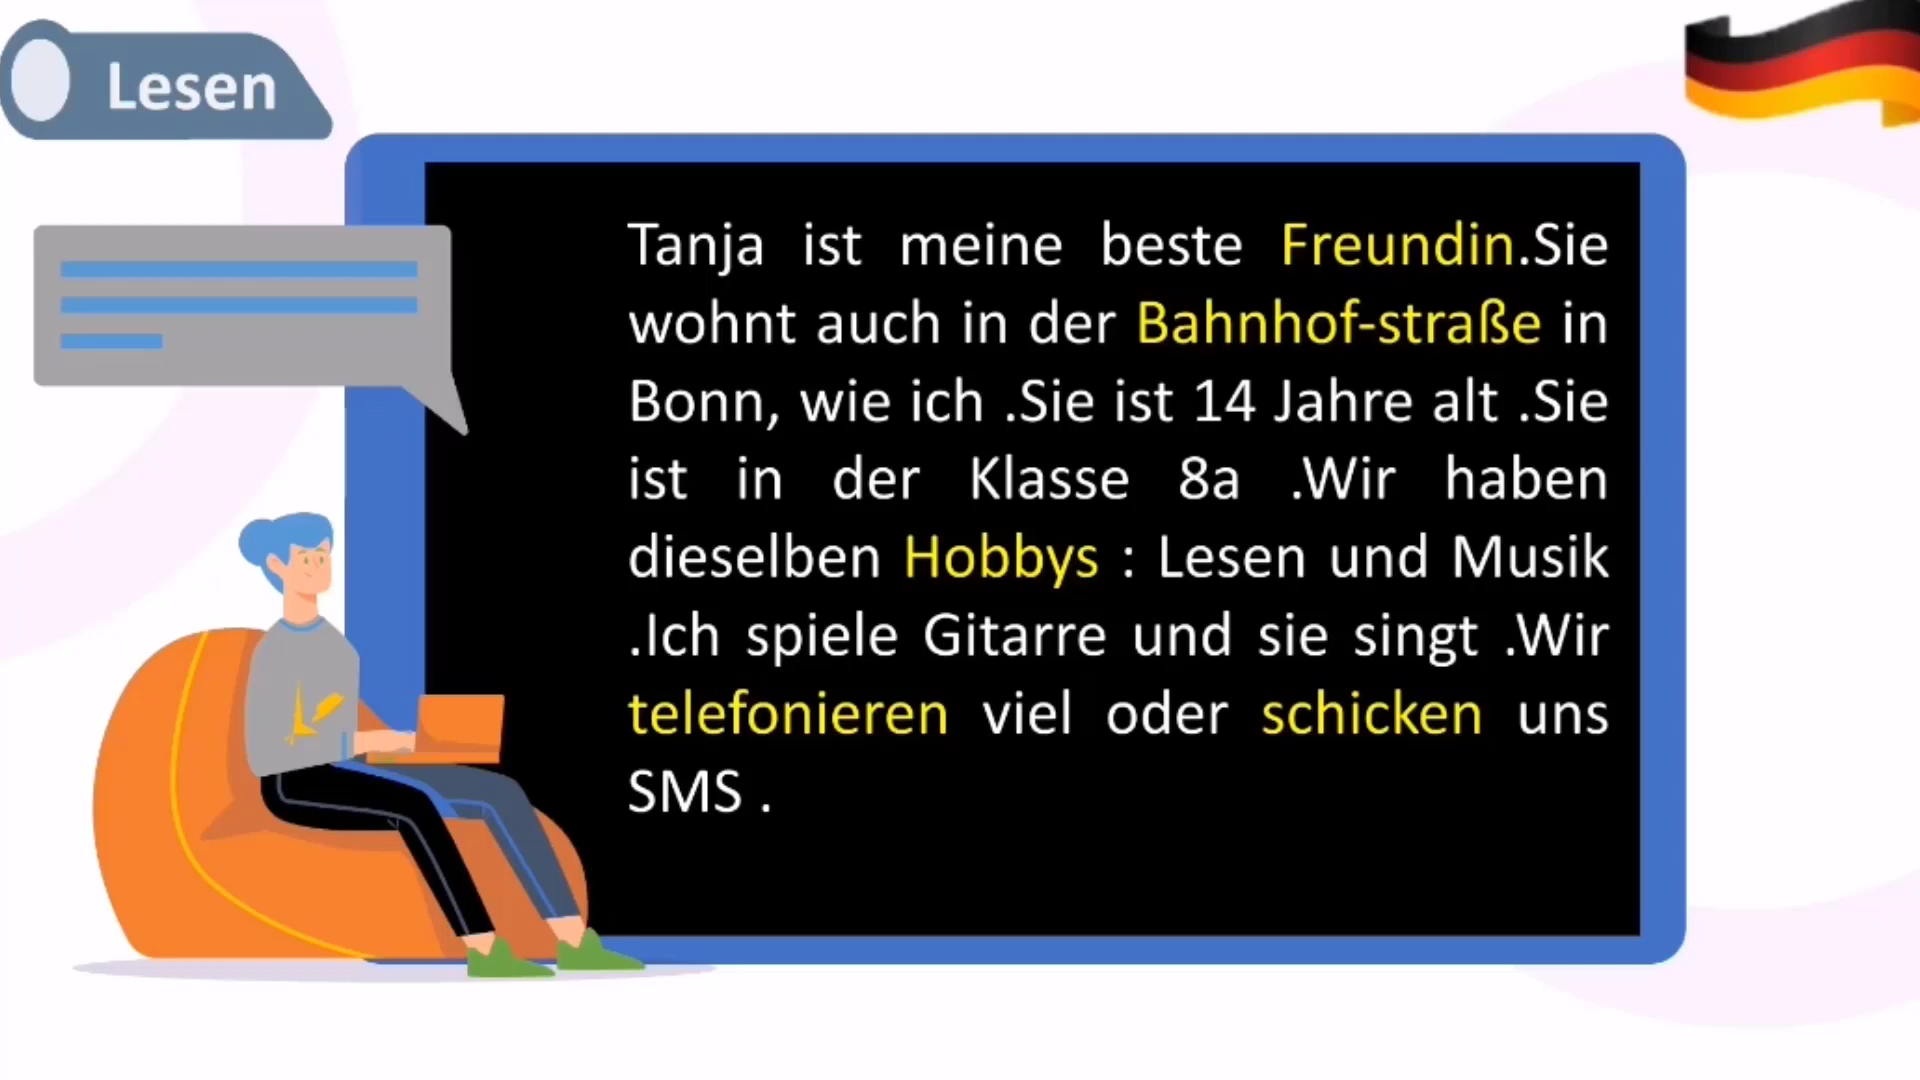 Lesen
Tanja ist meine beste Freundin.Sie
wohnt auch in der Bahnhof-straße in
Bonn, wie ich .Sie ist 14 Jahre alt .Sie
ist in der Klasse 8a .Wir haben
dieselben Hobbys : Lesen und Musik
.Ich spiele Gitarre und sie singt .Wir
telefonieren viel oder schicken uns
SMS .